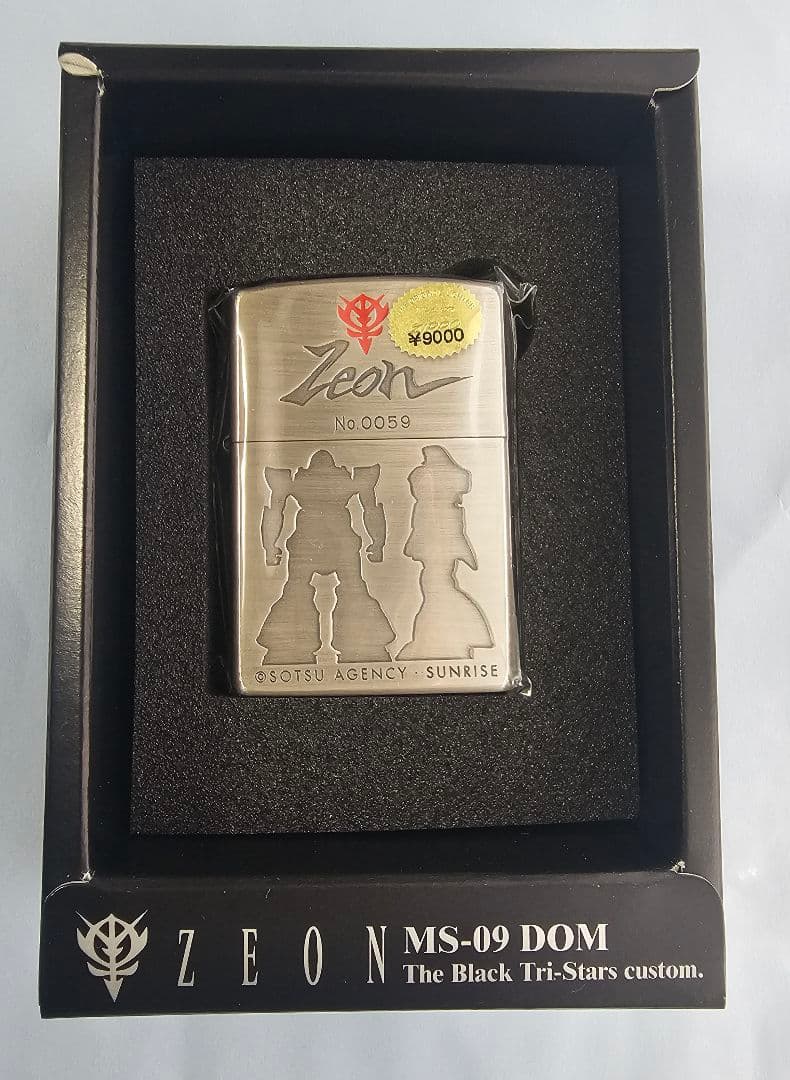 ¥9000
Zeon
No.0059
©SOTSU AGENCY · SUNRISE
ZEON
MS-09 DOM
The Black Tri-Stars custom.